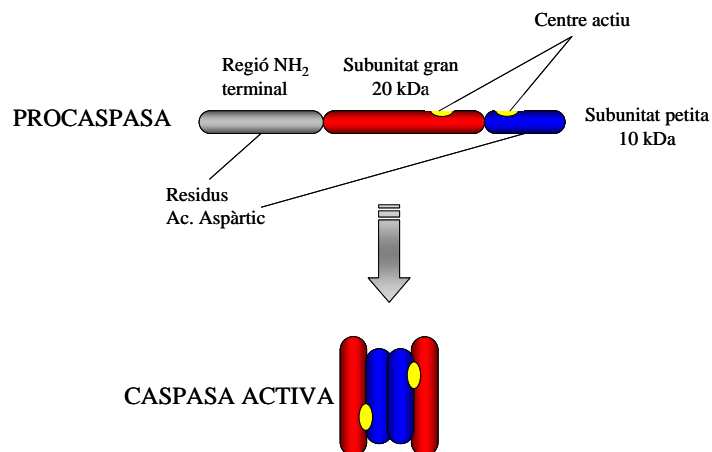 Centre actiu
Regió NH₂
terminal
Subunitat gran
20 kDa
PROCASPASA
Subunitat petita
10 kDa
Residus
Ac. Aspàrtic
CASPASA ACTIVA